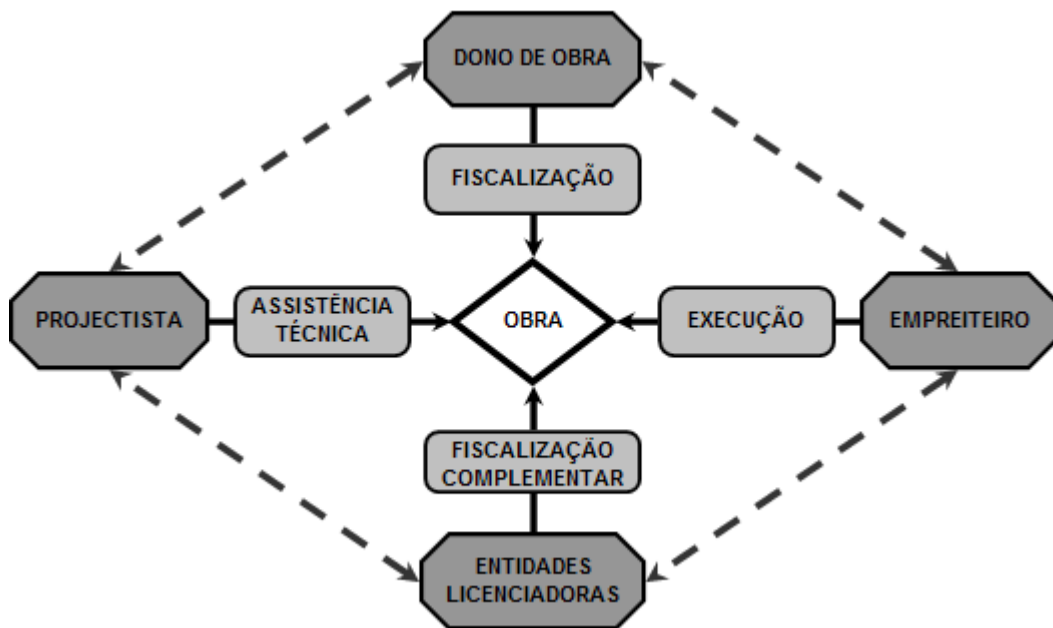 DONO DE OBRA
FISCALIZAÇÃO
PROJECTISTA
ASSISTÊNCIA
TÉCNICA
OBRA
EXECUÇÃO
EMPREITEIRO
FISCALIZAÇÃO
COMPLEMENTAR
ENTIDADES
LICENCIADORAS